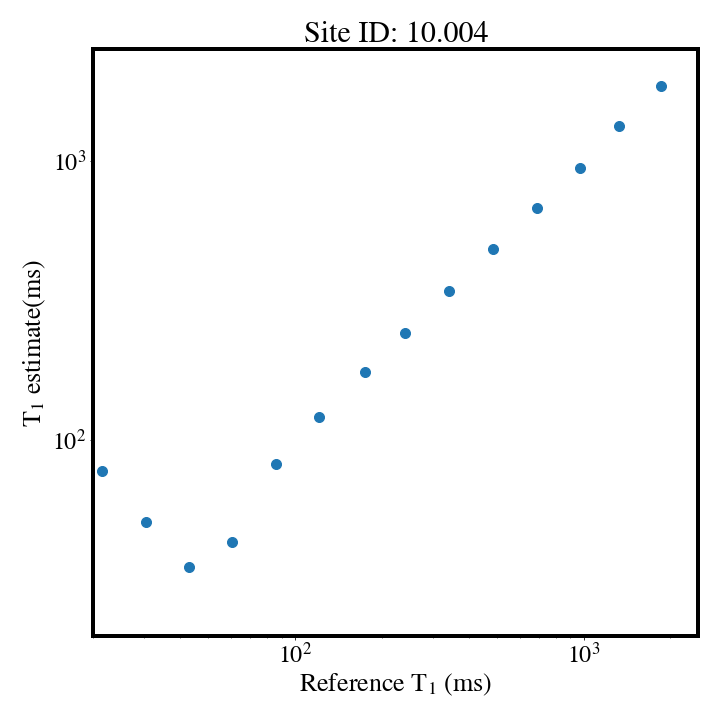 Site ID: 10.004
T₁ estimate(ms)
10³
10²
10²
10³
Reference T₁ (ms)